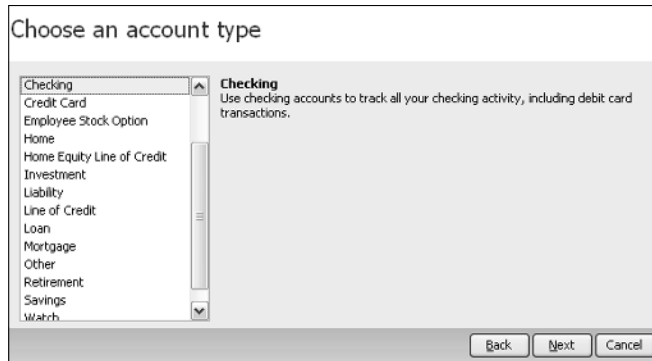 Choose an account type
Checking
Credit Card
Employee Stock Option
Home
Home Equity Line of Credit
Investment
Liability
Line of Credit
Loan
Mortgage
Other
Retirement
Savings
Watch
Checking
Use checking accounts to track all your checking activity, including debit card
transactions.
Back Next Cancel